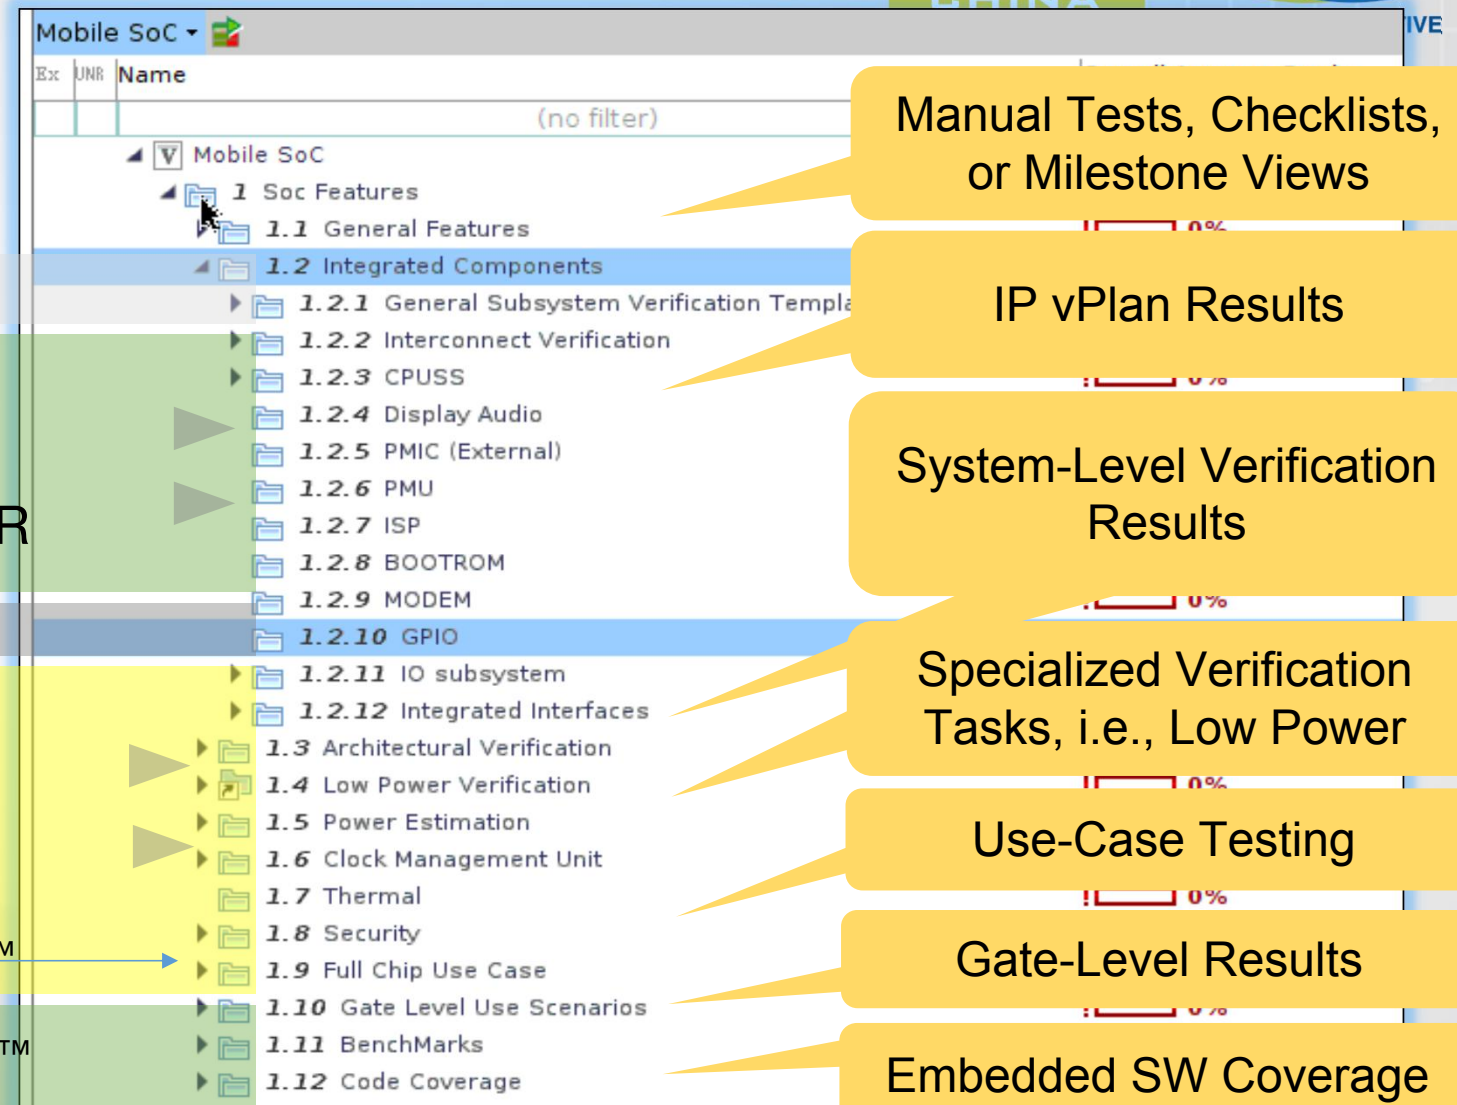 IVE
Mobile SoC
Ex UNR Name
(no filter)
Mobile SoC
1 Soc Features
1.1 General Features
0%
1.2 Integrated Components
1.2.1 General Subsystem Verification Templa
1.2.2 Interconnect Verification
1.2.3 CPUSS
0%
1.2.4 Display Audio
1.2.5 PMIC (External)
1.2.6 PMU
1.2.7 ISP
1.2.8 BOOTROM
1.2.9 MODEM
0%
1.2.10 GPIO
1.2.11 IO subsystem
1.2.12 Integrated Interfaces
1.3 Architectural Verification
1.4 Low Power Verification
0%
1.5 Power Estimation
1.6 Clock Management Unit
1.7 Thermal
0%
1.8 Security
1.9 Full Chip Use Case
1.10 Gate Level Use Scenarios
0%
1.11 BenchMarks
1.12 Code Coverage
Manual Tests, Checklists,
or Milestone Views
IP vPlan Results
System-Level Verification
Results
Specialized Verification
Tasks, i.e., Low Power
Use-Case Testing
Gate-Level Results
Embedded SW Coverage
R
TM